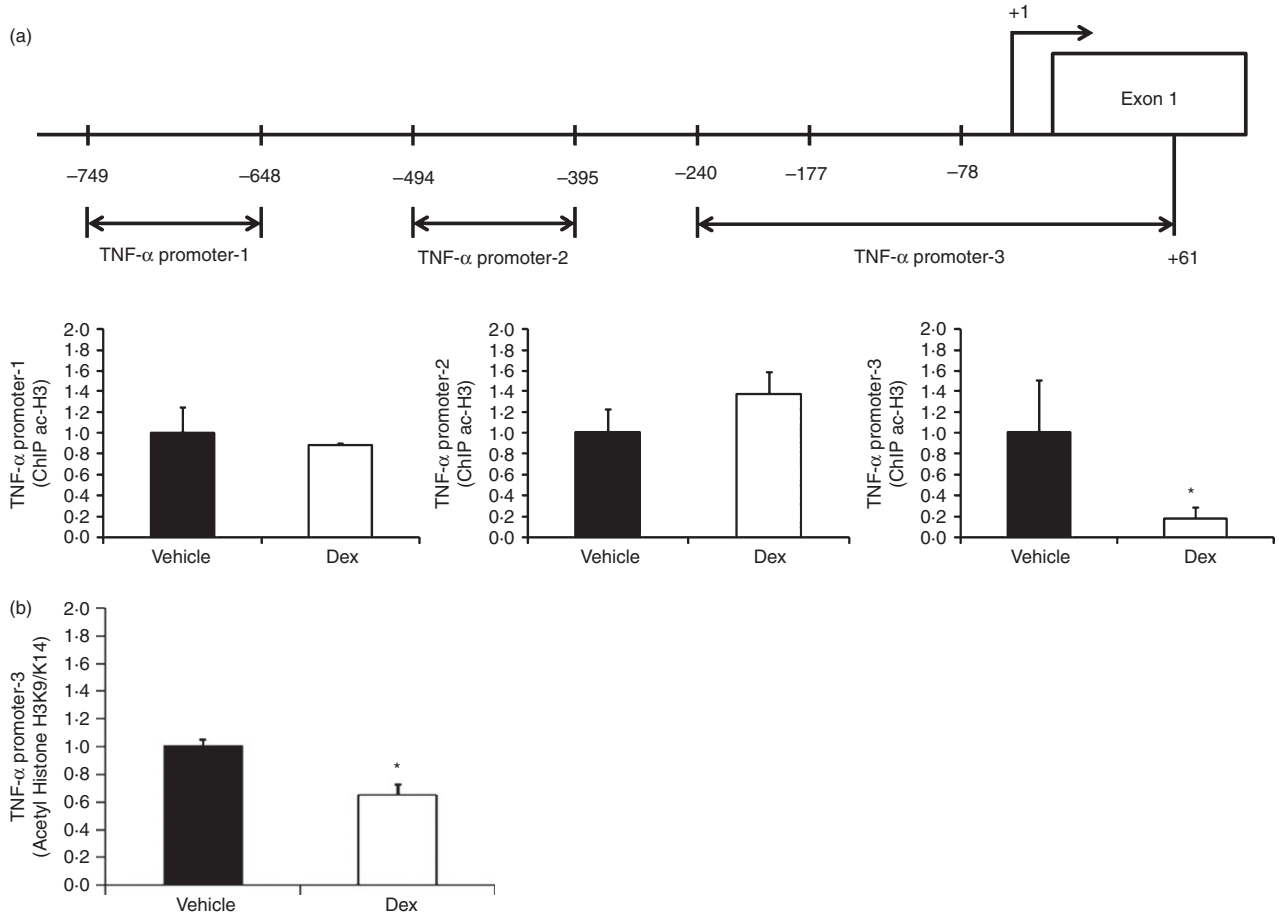 (a)
+1
Exon 1
–749
–648
–494
–395
–240
–177
–78
TNF-α promoter-1
TNF-α promoter-2
TNF-α promoter-3
+61
TNF-α promoter-1
(ChIP ac-H3)
2·0
1·8
1·6
1·4
1·2
1·0
0·8
0·6
0·4
0·2
0·0
Vehicle
Dex
TNF-α promoter-2
(ChIP ac-H3)
2·0
1·8
1·6
1·4
1·2
1·0
0·8
0·6
0·4
0·2
0·0
Vehicle
Dex
TNF-α promoter-3
(ChIP ac-H3)
2·0
1·8
1·6
1·4
1·2
1·0
0·8
0·6
0·4
0·2
0·0
*
Vehicle
Dex
(b)
TNF-α promoter-3
(Acetyl Histone H3K9/K14)
2·0
1·8
1·6
1·4
1·2
1·0
0·8
0·6
0·4
0·2
0·0
*
Vehicle
Dex